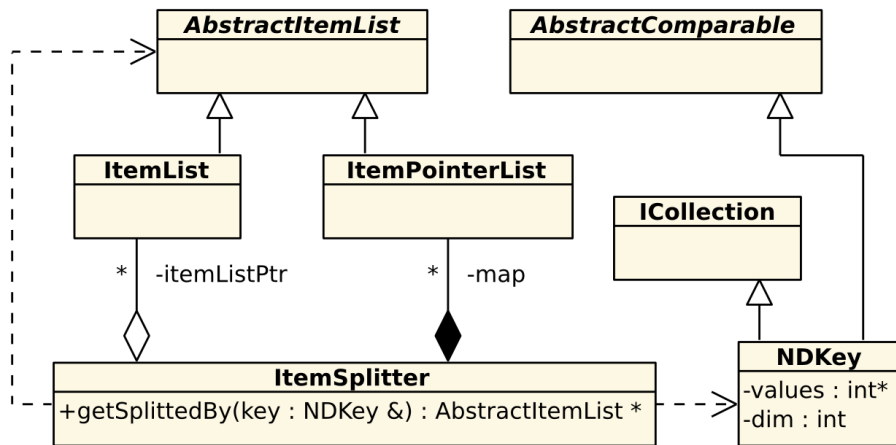 AbstractItemList
AbstractComparable
ItemList
ItemPointerList
ICollection
* -itemListPtr
* -map
ItemSplitter
+getSplittedBy(key : NDKey &) : AbstractItemList *
NDKey
-values : int*
-dim : int